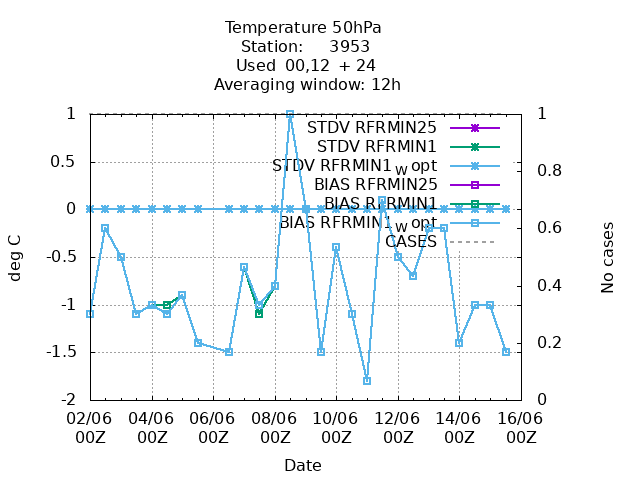 Temperature 50hPa
Station: 3953
Used 00,12 + 24
Averaging window: 12h
1 1
STDV RFRMIN25
STDV RFRMIN1
0.5 STDV RFRMIN1w opt 0.8
BIAS RFRMIN25
BIAS RFRMIN1
0
BIAS RFRMIN1w opt 0.6
CASES
-0.5
deg C No cases
-1 0.4
-1.5 0.2
-2 0
02/06 04/06 06/06 08/06 10/06 12/06 14/06 16/06
00Z 00Z 00Z 00Z 00Z 00Z 00Z 00Z
Date